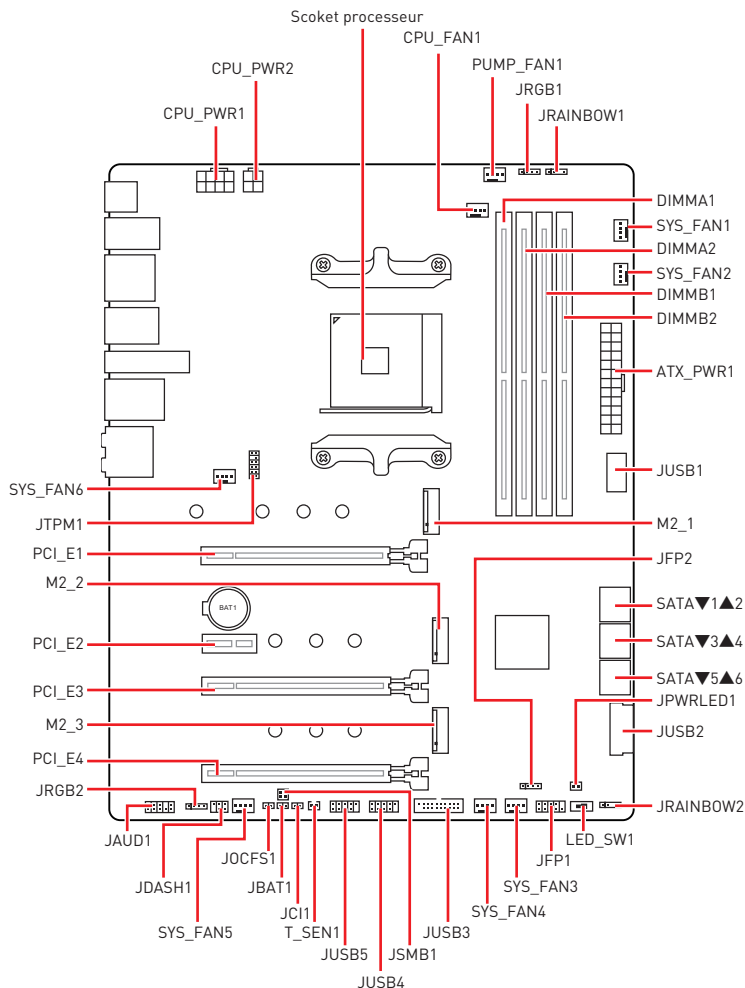 Scoket processeur
CPU_FAN1
PUMP_FAN1
CPU_PWR2
JRGB1
CPU_PWR1
JRAINBOW1
DIMMA1
SYS_FAN1
DIMMA2
SYS_FAN2
DIMMB1
DIMMB2
ATX_PWR1
JUSB1
SYS_FAN6
JTPM1
M2_1
PCI_E1
JFP2
M2_2
BAT1
SATA▼1▲2
PCI_E2
SATA▼3▲4
SATA▼5▲6
PCI_E3
JPWRLED1
M2_3
JUSB2
PCI_E4
JRGB2
JRAINBOW2
JAUD1
LED_SW1
JOCFS1
JFP1
JDASH1
JBAT1
SYS_FAN3
JCI1
SYS_FAN4
SYS_FAN5
T_SEN1
JUSB3
JUSB5
JSMB1
JUSB4